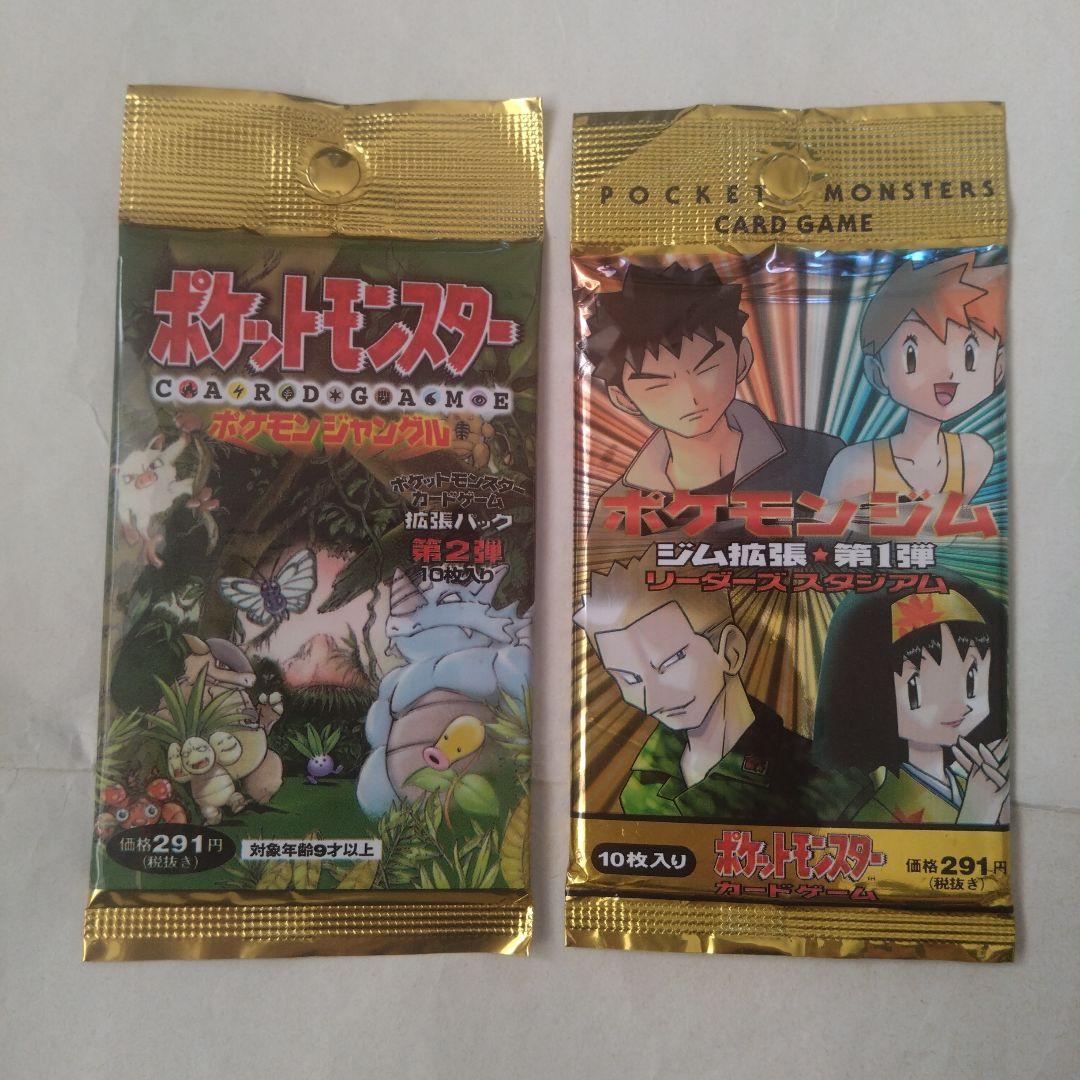 ポケットモンスター
CARD GAME
ポケモンジャングル
ポケットモンスター
カードゲーム
拡張パック
第2弾
10枚入り
価格291円
(税抜き)
対象年齢9才以上
POCKET MONSTERS
CARD GAME
ポケモンジム
ジム拡張★第1弾
リーダーズスタジアム
10枚入り
ポケットモンスター
カードゲーム
TM
価格291円
(税抜き)